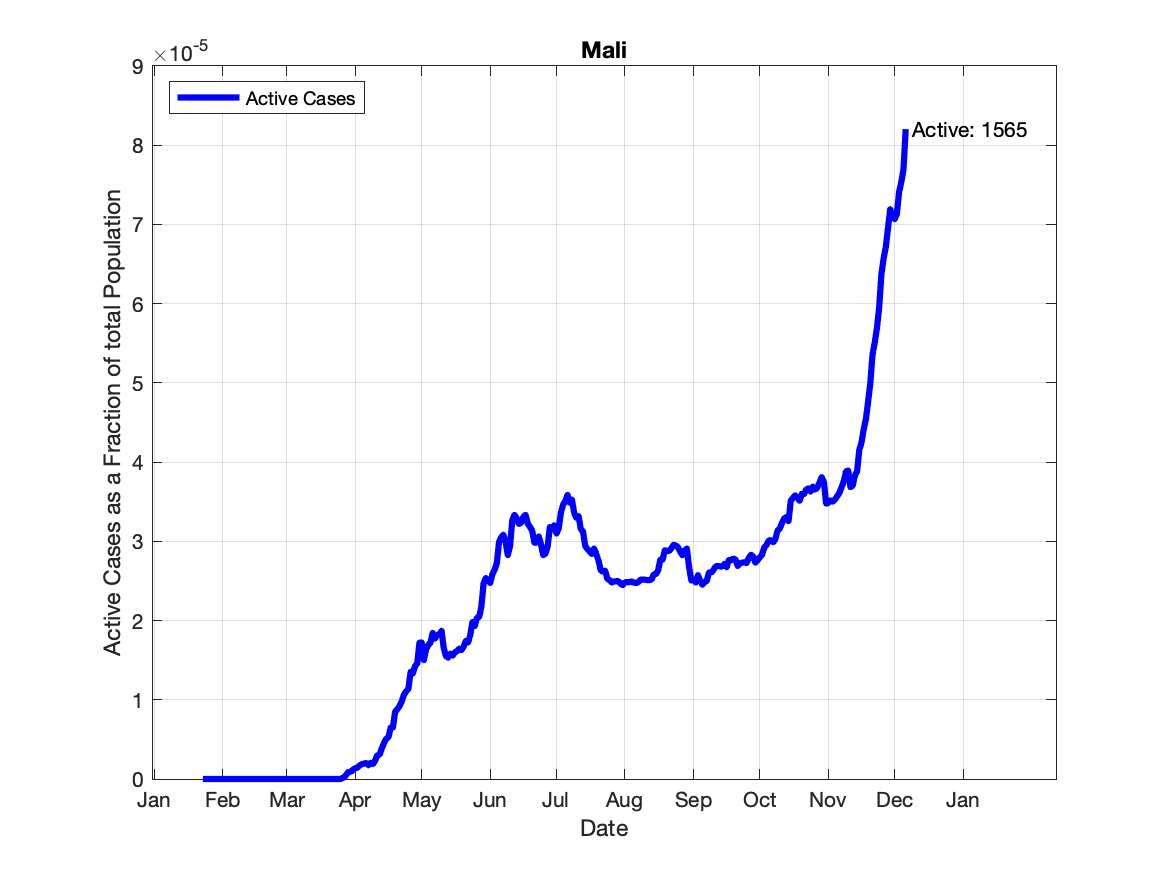 Mali
×10-5
Active Cases
Active: 1565
9
8
7
6
5
4
3
2
1
0
Active Cases as a Fraction of total Population
Jan Feb Mar Apr May Jun Jul Aug Sep Oct Nov Dec Jan
Date